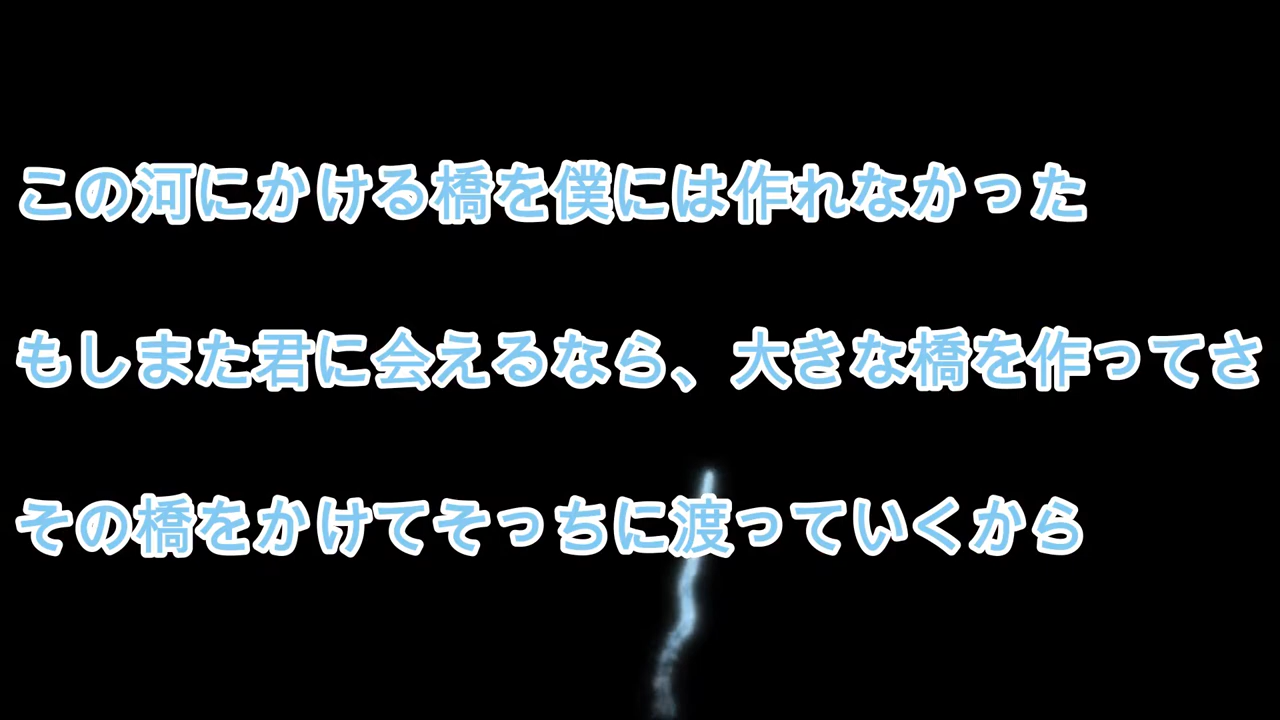 この河にかける橋を僕には作れなかった
もしまた君に会えるなら、大きな橋を作ってさ
その橋をかけてそっちに渡っていくから